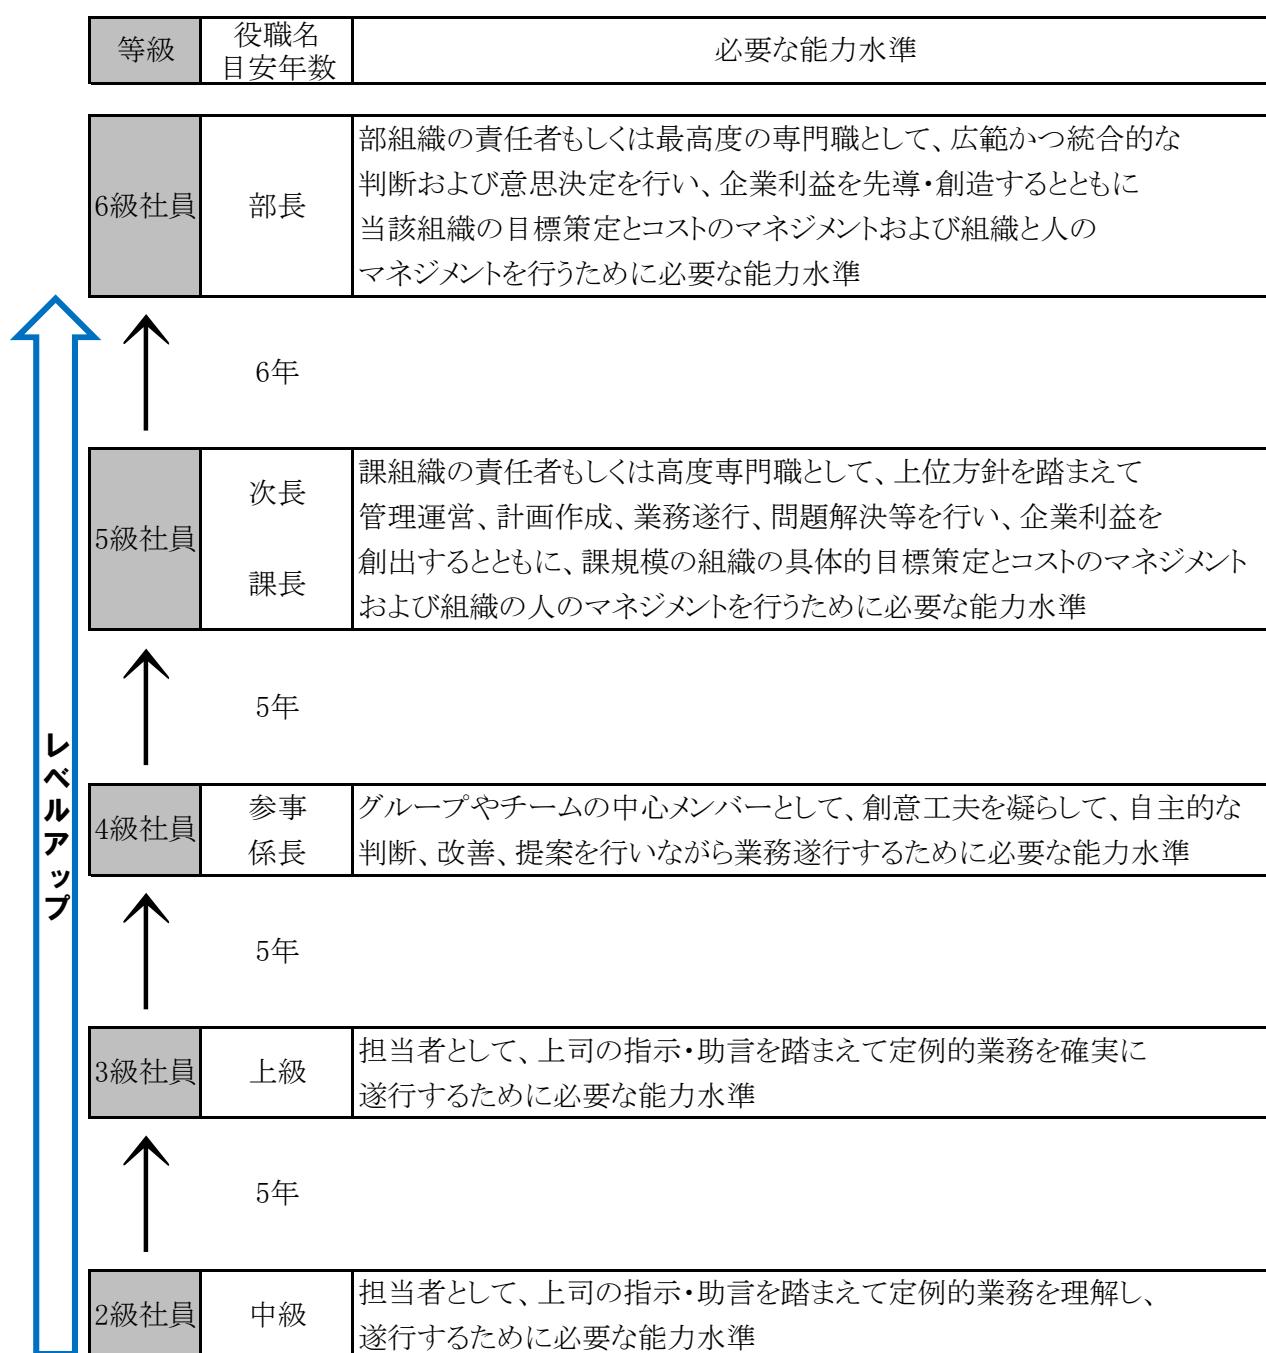 等級
役職名
目安年数
必要な能力水準
6級社員
部長
部組織の責任者もしくは最高度の専門職として、広範かつ統合的な
判断および意思決定を行い、企業利益を先導・創造するとともに
当該組織の目標策定とコストのマネジメントおよび組織と人の
マネジメントを行うために必要な能力水準
6年
5級社員
次長
課長
課組織の責任者もしくは高度専門職として、上位方針を踏まえて
管理運営、計画作成、業務遂行、問題解決等を行い、企業利益を
創出するとともに、課規模の組織の具体的目標策定とコストのマネジメント
および組織の人のマネジメントを行うために必要な能力水準
5年
レベルアップ
4級社員
参事
係長
グループやチームの中心メンバーとして、創意工夫を凝らして、自主的な
判断、改善、提案を行いながら業務遂行するために必要な能力水準
5年
3級社員
上級
担当者として、上司の指示・助言を踏まえて定例的業務を確実に
遂行するために必要な能力水準
5年
2級社員
中級
担当者として、上司の指示・助言を踏まえて定例的業務を理解し、
遂行するために必要な能力水準